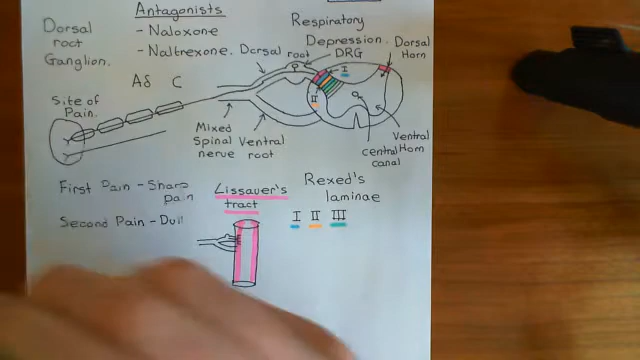 Antagonists
- Naloxone
- Naltrexone.
Respiratory
Depression.
Dorsal
root
Ganglion.
Dorsal root
DRG
Dorsal
Horn
I
II
Aδ C
Site of
Pain.
Mixed
Spinal
nerve
Ventral
root
central
canal
Ventral
Horn
First Pain - Sharp
pain
Second Pain - Dull
Lissauer's
tract
Rexed's
laminae
I II III